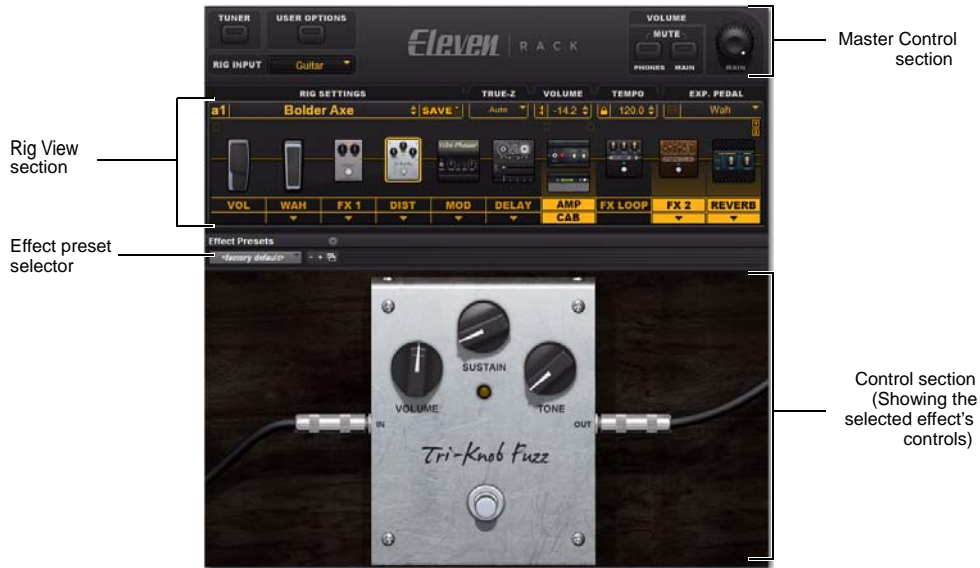 TUNER
USER OPTIONS
Eleven | RACK
VOLUME
MUTE
PHONES MAIN
MAIN
RIG INPUT
Guitar
Master Control
section
RIG SETTINGS
TRUE-Z
VOLUME
TEMPO
EXP. PEDAL
a1
Bolder Axe
SAVE
Auto
-14.2
120.0
Wah
Rig View
section
Vibe Phaser
VOL
WAH
FX 1
DIST
MOD
DELAY
AMP
FX LOOP
FX 2
REVERB
CAB
Effect preset
selector
Effect Presets
<factory default>
- +
SUSTAIN
VOLUME
TONE
IN
OUT
Tri-Knob Fuzz
Control section
(Showing the
selected effect's
controls)